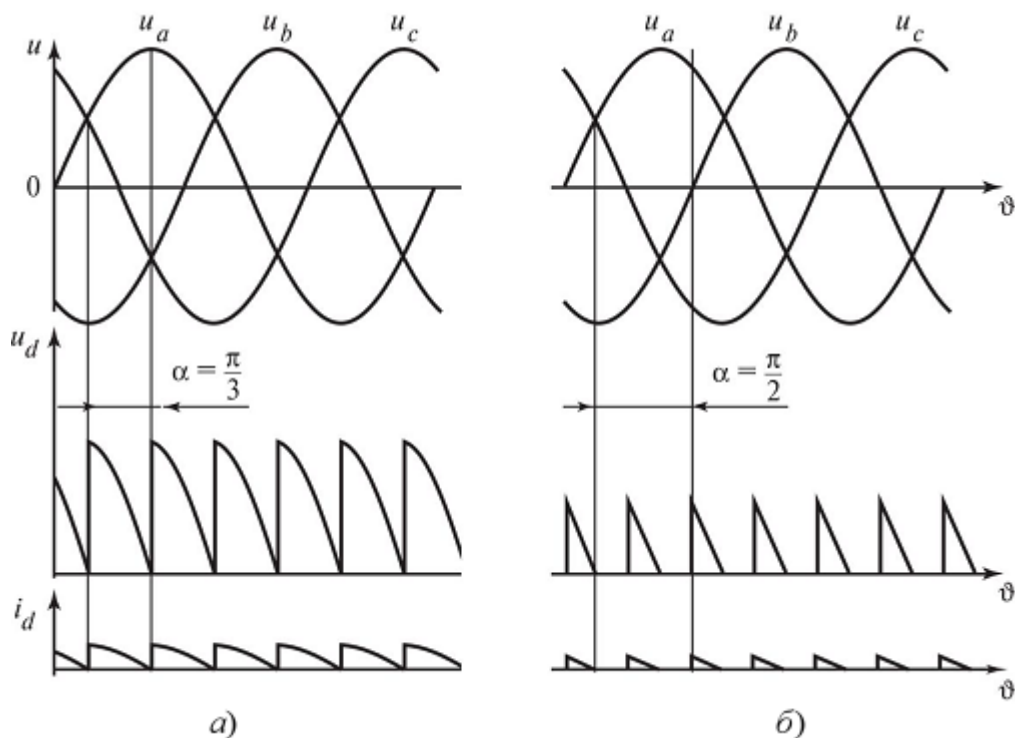 u
u_a
u_b
u_c
0
u_d
α = π/3
i_d
а)
u_a
u_b
u_c
ϑ
α = π/2
ϑ
ϑ
б)